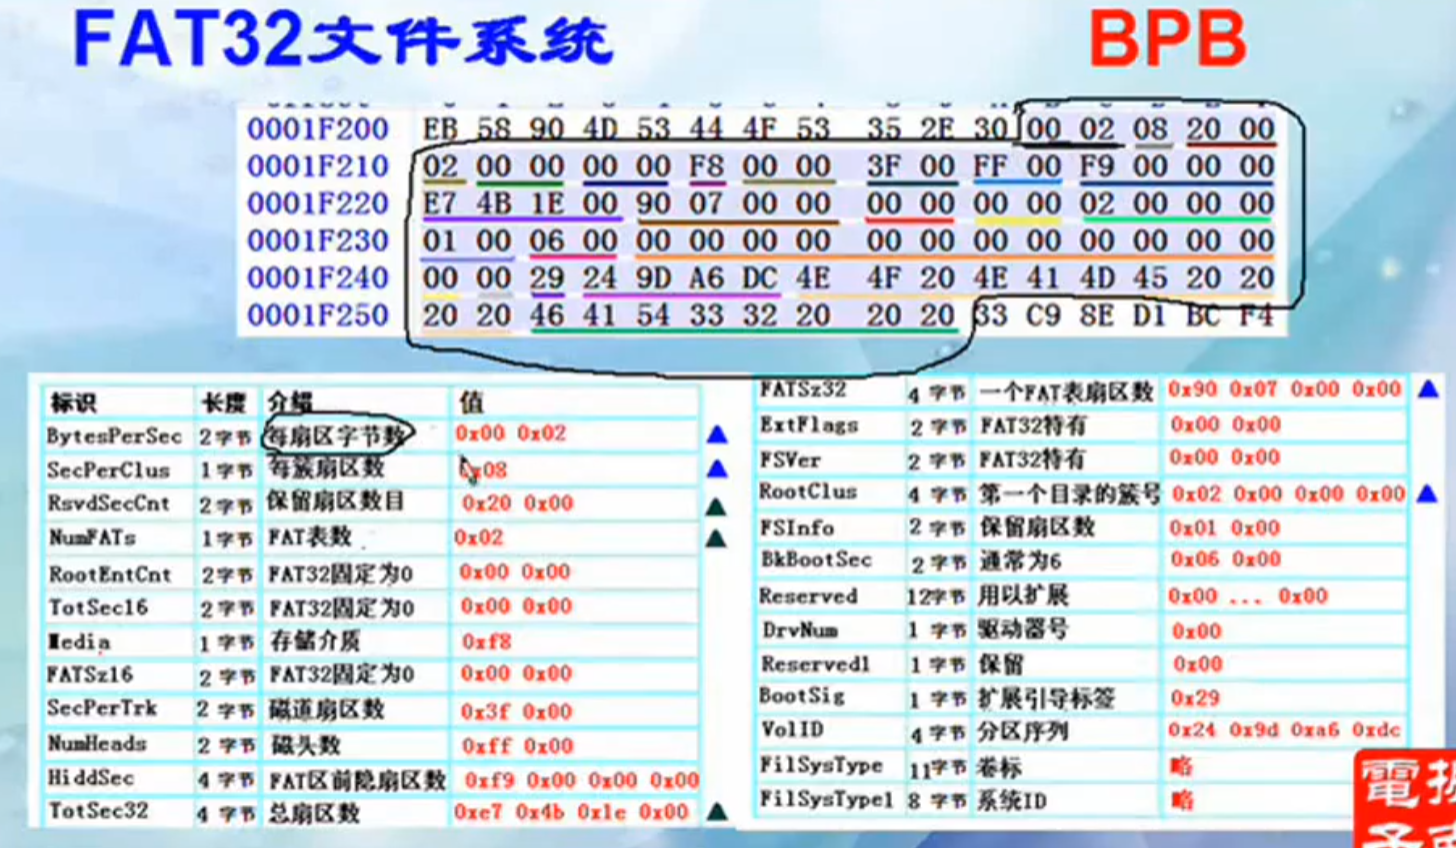 FAT32文件系统
BPB
0001F200 EB 58 90 4D 53 44 4F 53 35 2E 30 00 02 08 20 00
0001F210 02 00 00 00 00 F8 00 00 3F 00 FF 00 F9 00 00 00
0001F220 E7 4B 1E 00 90 07 00 00 00 00 00 00 02 00 00 00
0001F230 01 00 06 00 00 00 00 00 00 00 00 00 00 00 00 00
0001F240 00 00 29 24 9D A6 DC 4E 4F 20 4E 41 4D 45 20 20
0001F250 20 20 46 41 54 33 32 20 20 20 33 C9 8E D1 BC F4
标识 长度 介绍 值
BytesPerSec 2字节 每扇区字节数 0x00 0x02
SecPerClus 1字节 每簇扇区数 0x08
RsvdSecCnt 2字节 保留扇区数目 0x20 0x00
NumFATs 1字节 FAT表数 0x02
RootEntCnt 2字节 FAT32固定为0 0x00 0x00
TotSec16 2字节 FAT32固定为0 0x00 0x00
Media 1字节 存储介质 0xf8
FATSz16 2字节 FAT32固定为0 0x00 0x00
SecPerTrk 2字节 磁道扇区数 0x3f 0x00
NumHeads 2字节 磁头数 0xff 0x00
HiddSec 4字节 FAT区前隐扇区数 0xf9 0x00 0x00 0x00
TotSec32 4字节 总扇区数 0xe7 0x4b 0x1e 0x00
FATSz32 4字节 一个FAT表扇区数 0x90 0x07 0x00 0x00
ExtFlags 2字节 FAT32特有 0x00 0x00
FSVer 2字节 FAT32特有 0x00 0x00
RootClus 4字节 第一个目录的簇号 0x02 0x00 0x00 0x00
FSInfo 2字节 保留扇区数 0x01 0x00
BkBootSec 2字节 通常为6 0x06 0x00
Reserved 12字节 用以扩展 0x00 ... 0x00
DrvNum 1字节 驱动器号 0x00
Reserved1 1字节 保留 0x00
BootSig 1字节 扩展引导标签 0x29
VolID 4字节 分区序列 0x24 0x9d 0xa6 0xdc
FilSysType 11字节 卷标 略
FilSysType1 8字节 系统ID 略
電